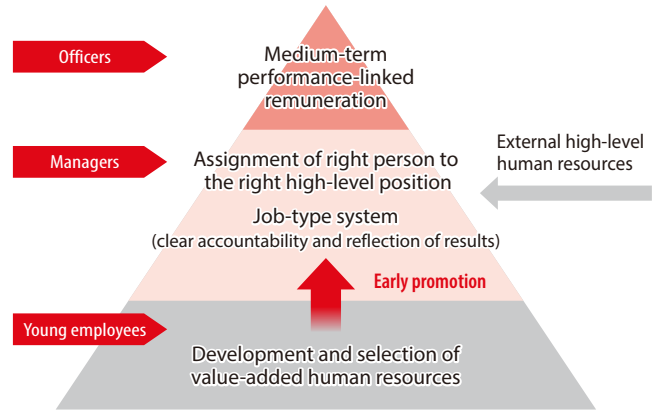 Officers
Medium-term
performance-linked
remuneration
Managers
Assignment of right person to
the right high-level position
External high-level
human resources
Job-type system
(clear accountability and reflection of results)
Early promotion
Young employees
Development and selection of
value-added human resources